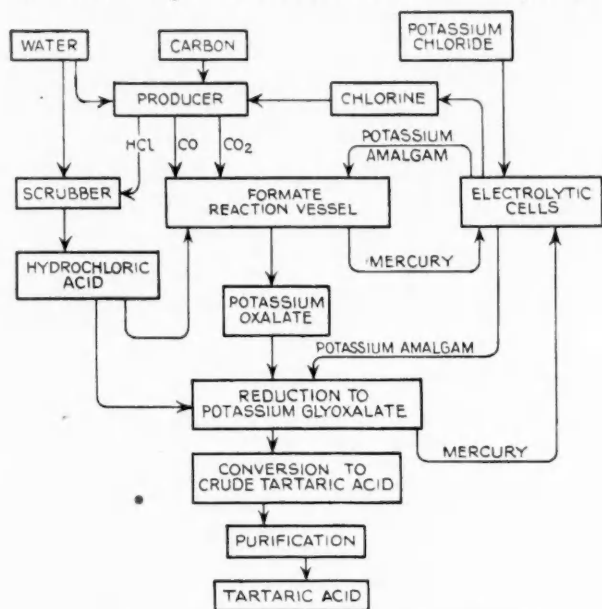 WATER
CARBON
POTASSIUM
CHLORIDE
PRODUCER
CHLORINE
HCl
CO
CO2
POTASSIUM
AMALGAM
SCRUBBER
FORMATE
REACTION VESSEL
ELECTROLYTIC
CELLS
HYDROCHLORIC
ACID
MERCURY
POTASSIUM
OXALATE
POTASSIUM AMALGAM
REDUCTION TO
POTASSIUM GLYOXALATE
MERCURY
CONVERSION TO
CRUDE TARTARIC ACID
PURIFICATION
TARTARIC ACID